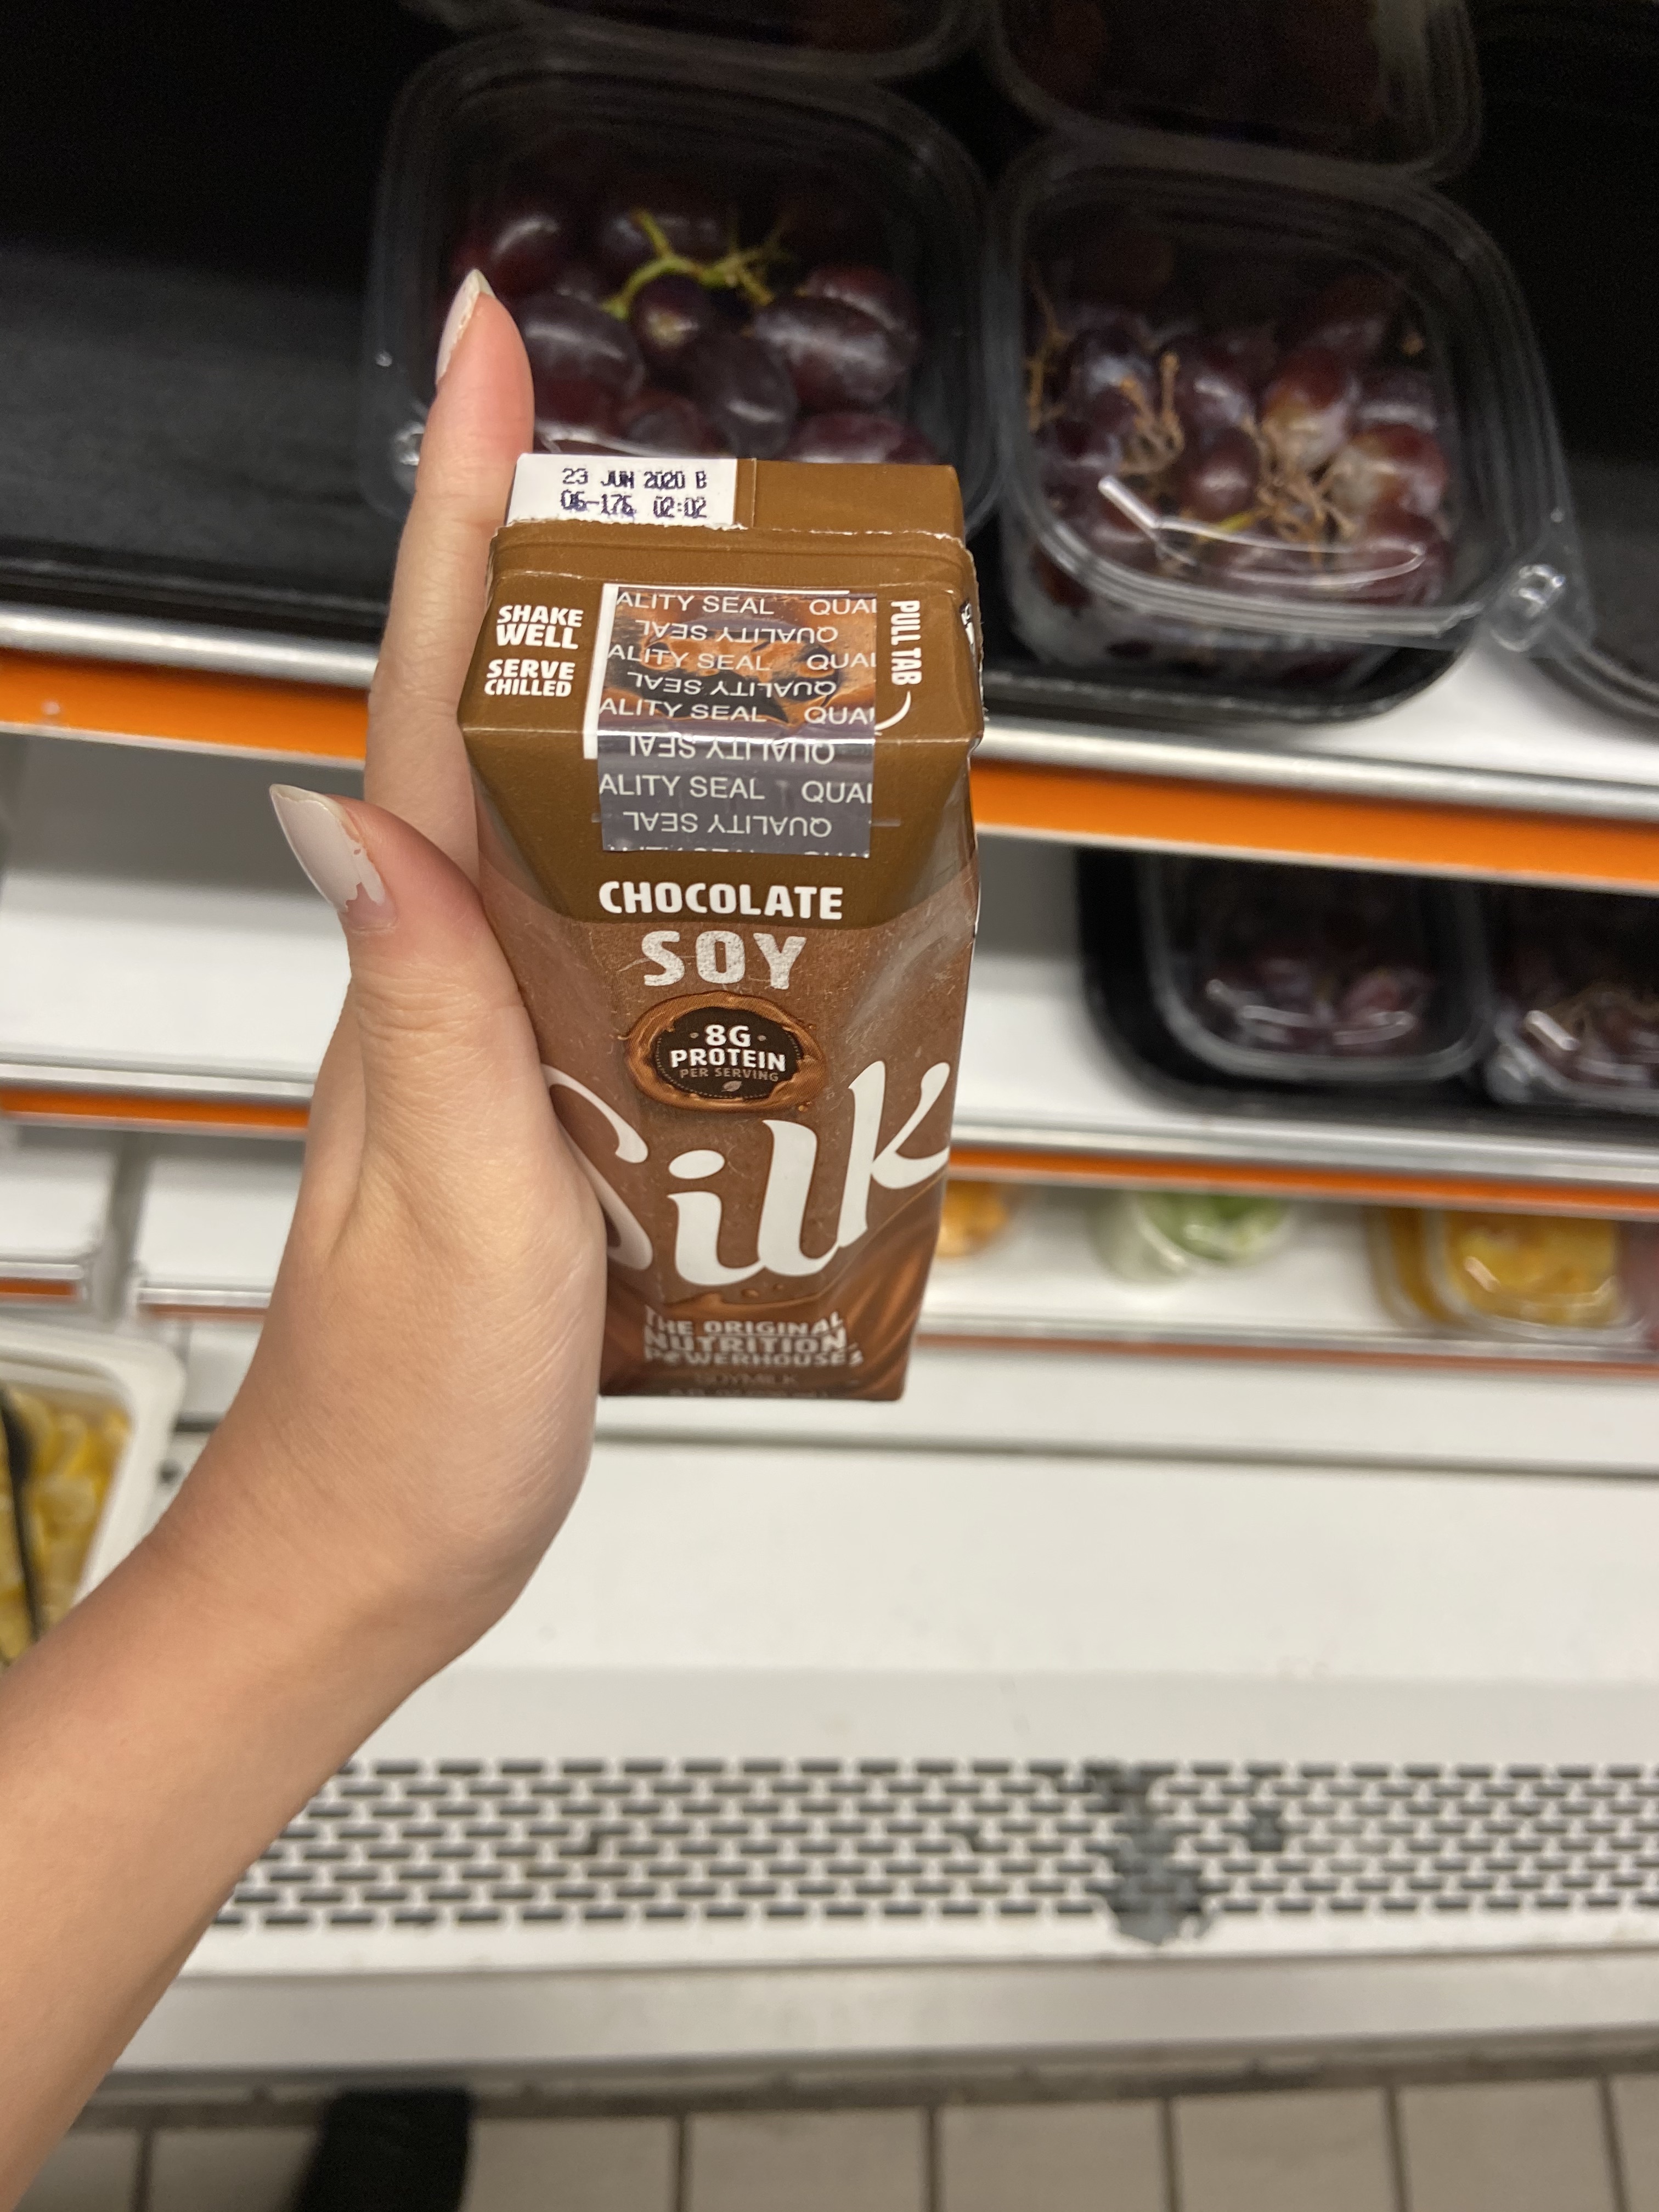 23 JUN 2020 B
06-176 02:02
SHAKE
WELL
SERVE
CHILLED
PULL TAB
ALITY SEAL QUAL
QUALITY SEAL
ALITY SEAL QUAL
QUALITY SEAL
ALITY SEAL QUAL
QUALITY SEAL
ALITY SEAL QUAL
QUALITY SEAL
CHOCOLATE
SOY
8G
PROTEIN
PER SERVING
Silk
THE ORIGINAL
NUTRITION
POWERHOUSE
SOYMILK